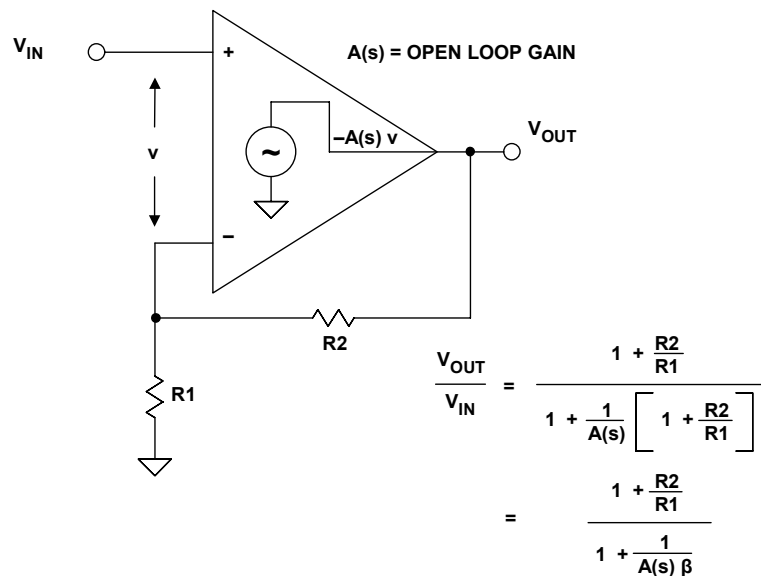 V_IN
+
A(s) = OPEN LOOP GAIN
–A(s) v
~
V_OUT
v
–
R2
R1
V_OUT / V_IN = 1 + R2/R1 / 1 + 1/A(s) [ 1 + R2/R1 ]
= 1 + R2/R1 / 1 + 1/A(s) β